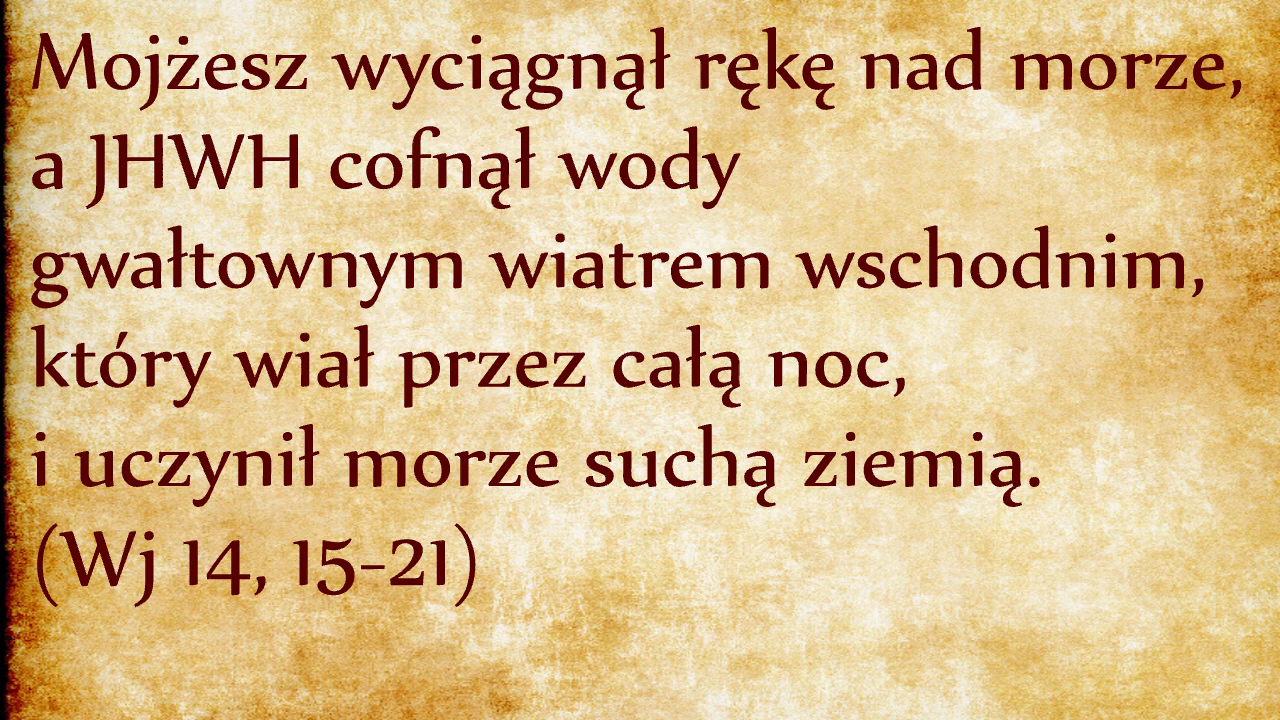 Mojżesz wyciągnął rękę nad morze,
a JHWH cofnął wody
gwałtownym wiatrem wschodnim,
który wiał przez całą noc,
i uczynił morze suchą ziemią.
(Wj 14, 15-21)